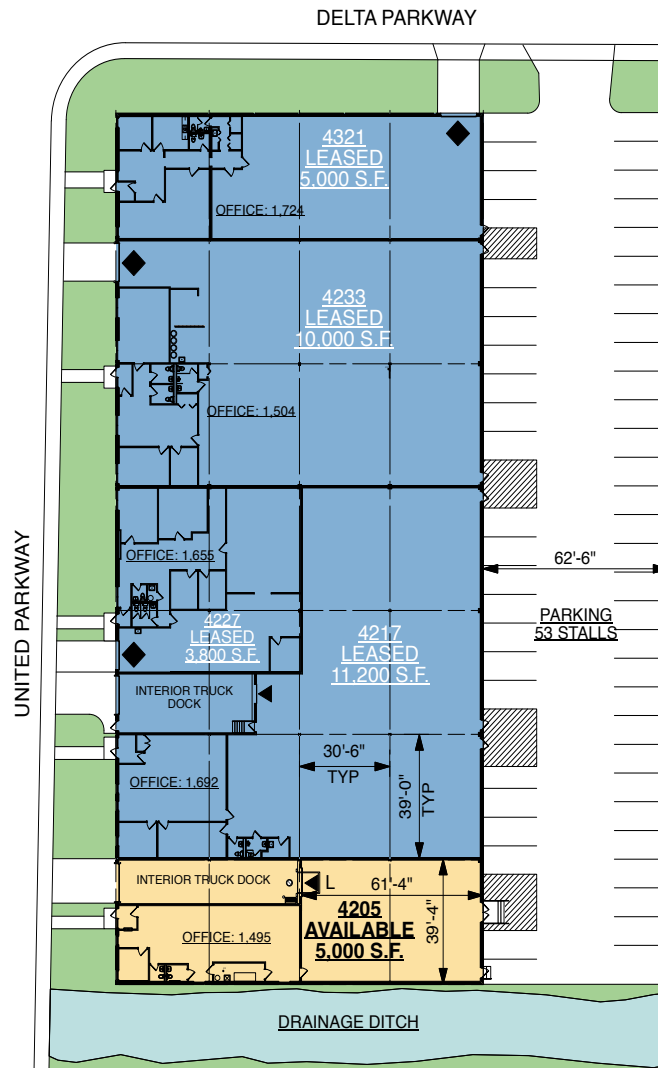 DELTA PARKWAY
4321
LEASED
5,000 S.F.
OFFICE: 1,724
4233
LEASED
10,000 S.F.
OFFICE: 1,504
OFFICE: 1,655
4227
LEASED
3,800 S.F.
4217
LEASED
11,200 S.F.
62'-6"
PARKING
53 STALLS
UNITED PARKWAY
INTERIOR TRUCK
DOCK
30'-6"
TYP
39'-0"
TYP
OFFICE: 1,692
INTERIOR TRUCK DOCK
L
61'-4"
39'-4"
4205
AVAILABLE
5,000 S.F.
OFFICE: 1,495
DRAINAGE DITCH